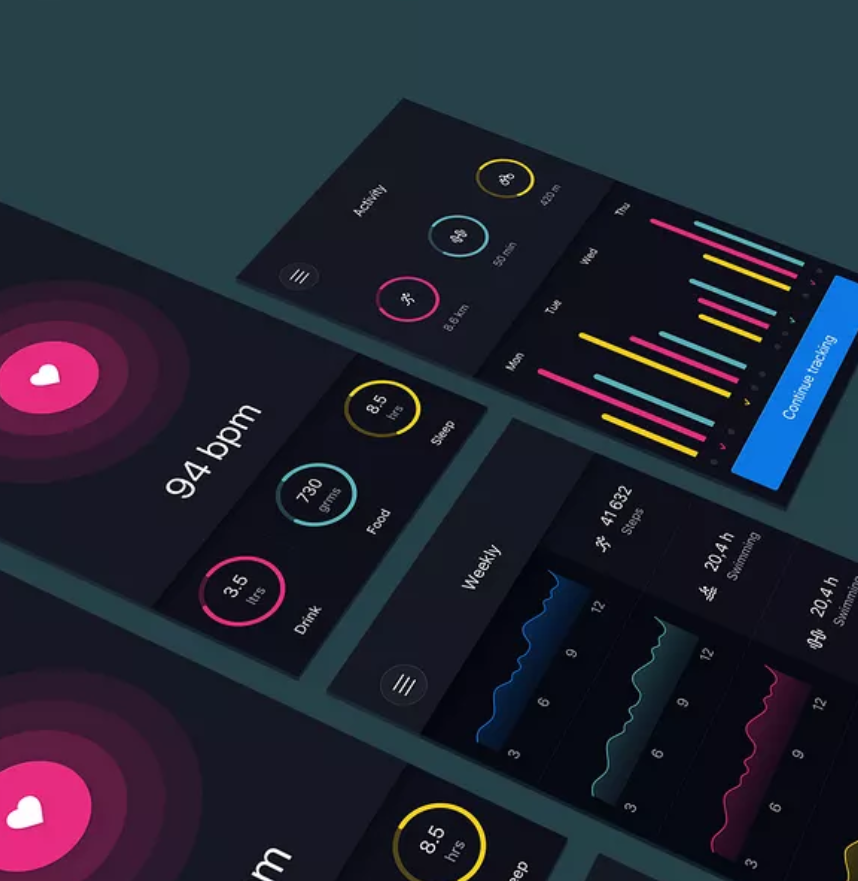 Activity
8.6 km
50 min
420 m
Mon
Tue
Wed
Thu
Continue tracking
94 bpm
3.5
ltrs
Drink
730
grms
Food
8.5
hrs
Sleep
Weekly
41 632
Steps
3
6
9
12
20,4 h
Swimming
3
6
9
12
20,4 h
Swimming
3
6
9
12
m
8.5
hrs
eep